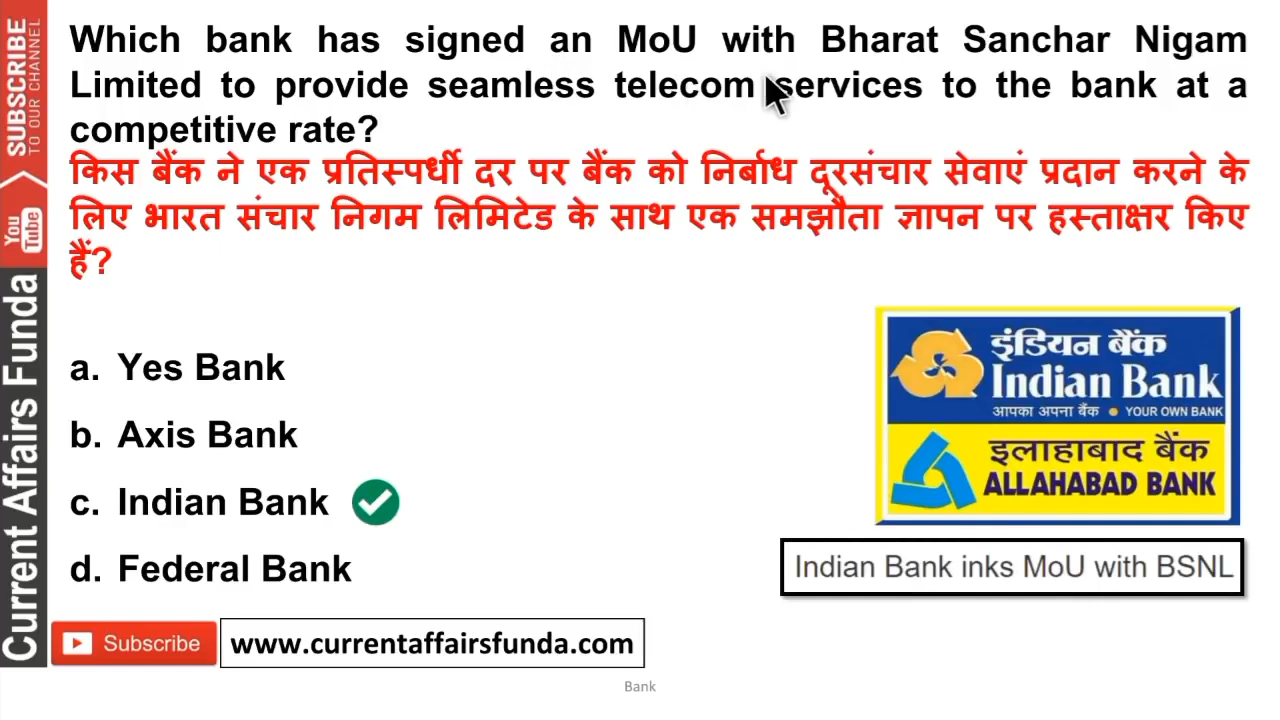 Which bank has signed an MoU with Bharat Sanchar Nigam
Limited to provide seamless telecom services to the bank at a
competitive rate?
किस बैंक ने एक प्रतिस्पर्धी दर पर बैंक को निर्बाध दूरसंचार सेवाएं प्रदान करने के
लिए भारत संचार निगम लिमिटेड के साथ एक समझौता ज्ञापन पर हस्ताक्षर किए
हैं?
a. Yes Bank
b. Axis Bank
c. Indian Bank
d. Federal Bank
इंडियन बैंक
Indian Bank
आपका अपना बैंक ● YOUR OWN BANK
इलाहाबाद बैंक
ALLAHABAD BANK
Indian Bank inks MoU with BSNL
Subscribe
www.currentaffairsfunda.com
Bank
SUBSCRIBE
TO OUR CHANNEL
You
Tube
Current Affairs Funda